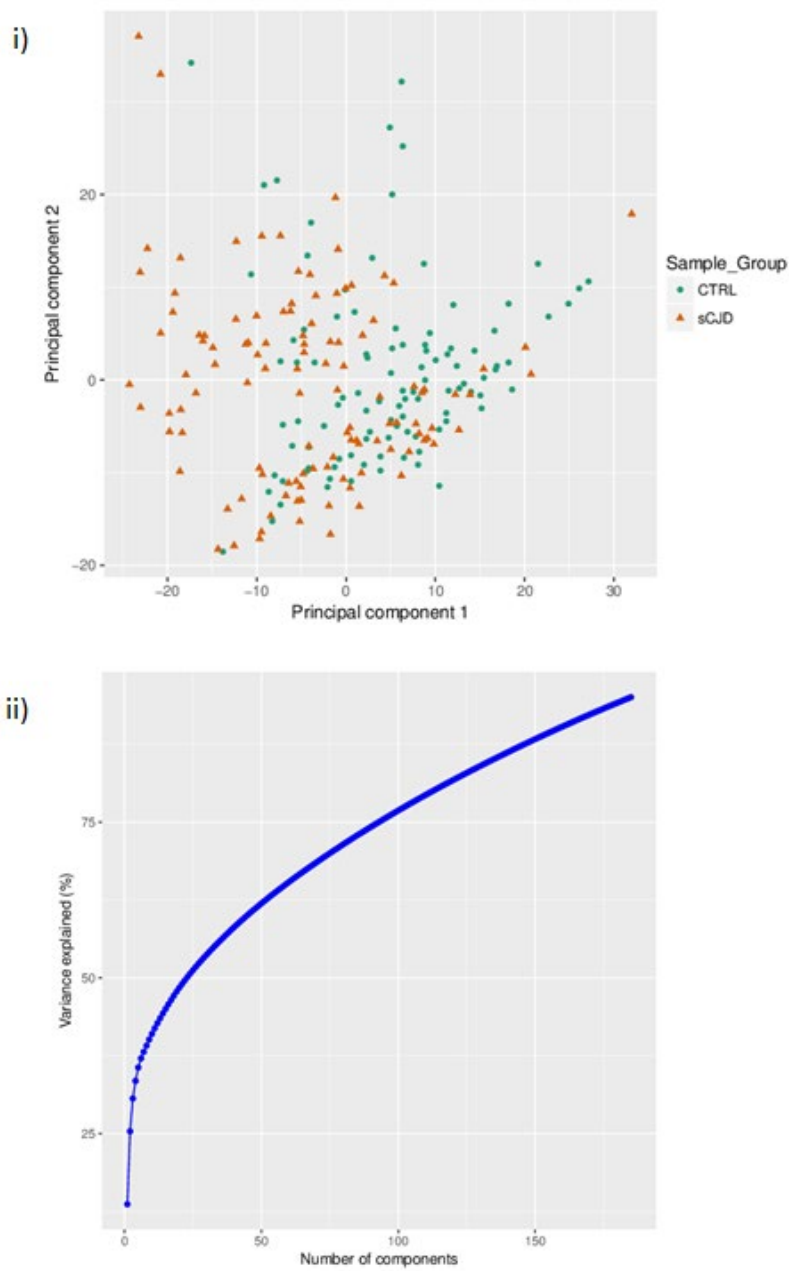 i)
20
0
−20
Principal component 2
−20 −10 0 10 20 30
Principal component 1
Sample_Group
CTRL
sCJD
ii)
75
50
25
Variance explained (%)
0 50 100 150
Number of components